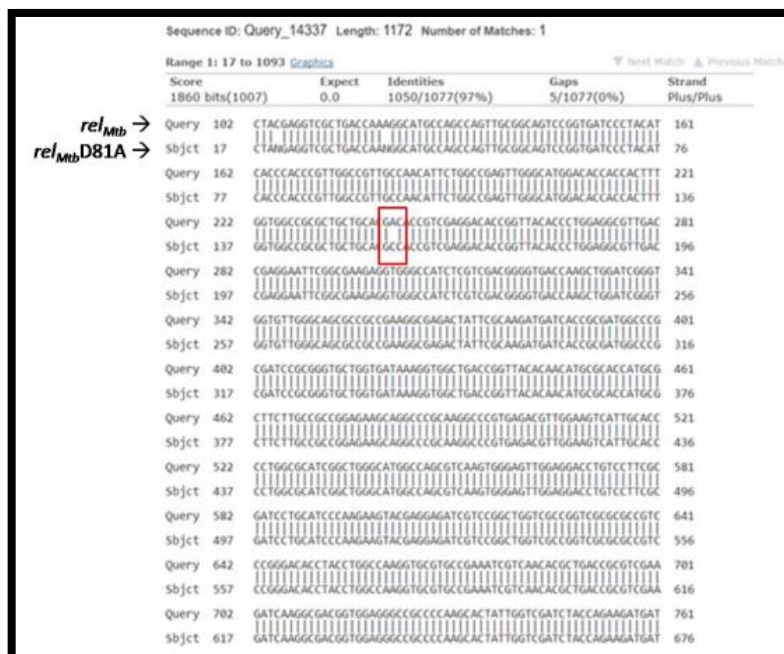 Sequence ID: Query_14337 Length: 1172 Number of Matches: 1
Range 1: 17 to 1093 Graphics ▼ Next Match ▲ Previous Match
Score Expect Identities Gaps Strand
1860 bits(1007) 0.0 1050/1077(97%) 5/1077(0%) Plus/Plus
relMtb → Query 102 CTACGAGGTCGCTGACCAAAGGCATGCCAGCCAGTTGCGGCAGTCCGGTGATCCCTACAT 161
relMtbD81A → Sbjct 17 CTANGAGGTCGCTGACCAANGGCATGCCAGCCAGTTGCGGCAGTCCGGTGATCCCTACAT 76
Query 162 CACCCACCCGTTGGCCGTTGCCAACATTCTGGCCGAGTTGGGCATGGACACCACCACTTT 221
Sbjct 77 CACCCACCCGTTGGCCGTTGCCAACATTCTGGCCGAGTTGGGCATGGACACCACCACTTT 136
Query 222 GGTGGCCGCGCTGCTGCACGACACCGTCGAGGACACCGGTTACACCCTGGAGGCGTTGAC 281
Sbjct 137 GGTGGCCGCGCTGCTGCACGCCACCGTCGAGGACACCGGTTACACCCTGGAGGCGTTGAC 196
Query 282 CGAGGAATTCGGCGAAGAGGTGGGCCATCTCGTCGACGGGGTGACCAAGCTGGATCGGGT 341
Sbjct 197 CGAGGAATTCGGCGAAGAGGTGGGCCATCTCGTCGACGGGGTGACCAAGCTGGATCGGGT 256
Query 342 GGTGTTGGGCAGCGCCGCCGAAGGCGAGACTATTCGCAAGATGATCACCGCGATGGCCCG 401
Sbjct 257 GGTGTTGGGCAGCGCCGCCGAAGGCGAGACTATTCGCAAGATGATCACCGCGATGGCCCG 316
Query 402 CGATCCGCGGGTGCTGGTGATAAAGGTGGCTGACCGGTTACACAACATGCGCACCATGCG 461
Sbjct 317 CGATCCGCGGGTGCTGGTGATAAAGGTGGCTGACCGGTTACACAACATGCGCACCATGCG 376
Query 462 CTTCTTGCCGCCGGAGAAGCAGGCCCGCAAGGCCCGTGAGACGTTGGAAGTCATTGCACC 521
Sbjct 377 CTTCTTGCCGCCGGAGAAGCAGGCCCGCAAGGCCCGTGAGACGTTGGAAGTCATTGCACC 436
Query 522 CCTGGCGCATCGGCTGGGCATGGCCAGCGTCAAGTGGGAGTTGGAGGACCTGTCCTTCGC 581
Sbjct 437 CCTGGCGCATCGGCTGGGCATGGCCAGCGTCAAGTGGGAGTTGGAGGACCTGTCCTTCGC 496
Query 582 GATCCTGCATCCCAAGAAGTACGAGGAGATCGTCCGGCTGGTCGCCGGTCGCGCGCCGTC 641
Sbjct 497 GATCCTGCATCCCAAGAAGTACGAGGAGATCGTCCGGCTGGTCGCCGGTCGCGCGCCGTC 556
Query 642 CCGGGACACCTACCTGGCCAAGGTGCGTGCCGAAATCGTCAACACGCTGACCGCGTCGAA 701
Sbjct 557 CCGGGACACCTACCTGGCCAAGGTGCGTGCCGAAATCGTCAACACGCTGACCGCGTCGAA 616
Query 702 GATCAAGGCGACGGTGGAGGGCCGCCCCAAGCACTATTGGTCGATCTACCAGAAGATGAT 761
Sbjct 617 GATCAAGGCGACGGTGGAGGGCCGCCCCAAGCACTATTGGTCGATCTACCAGAAGATGAT 676